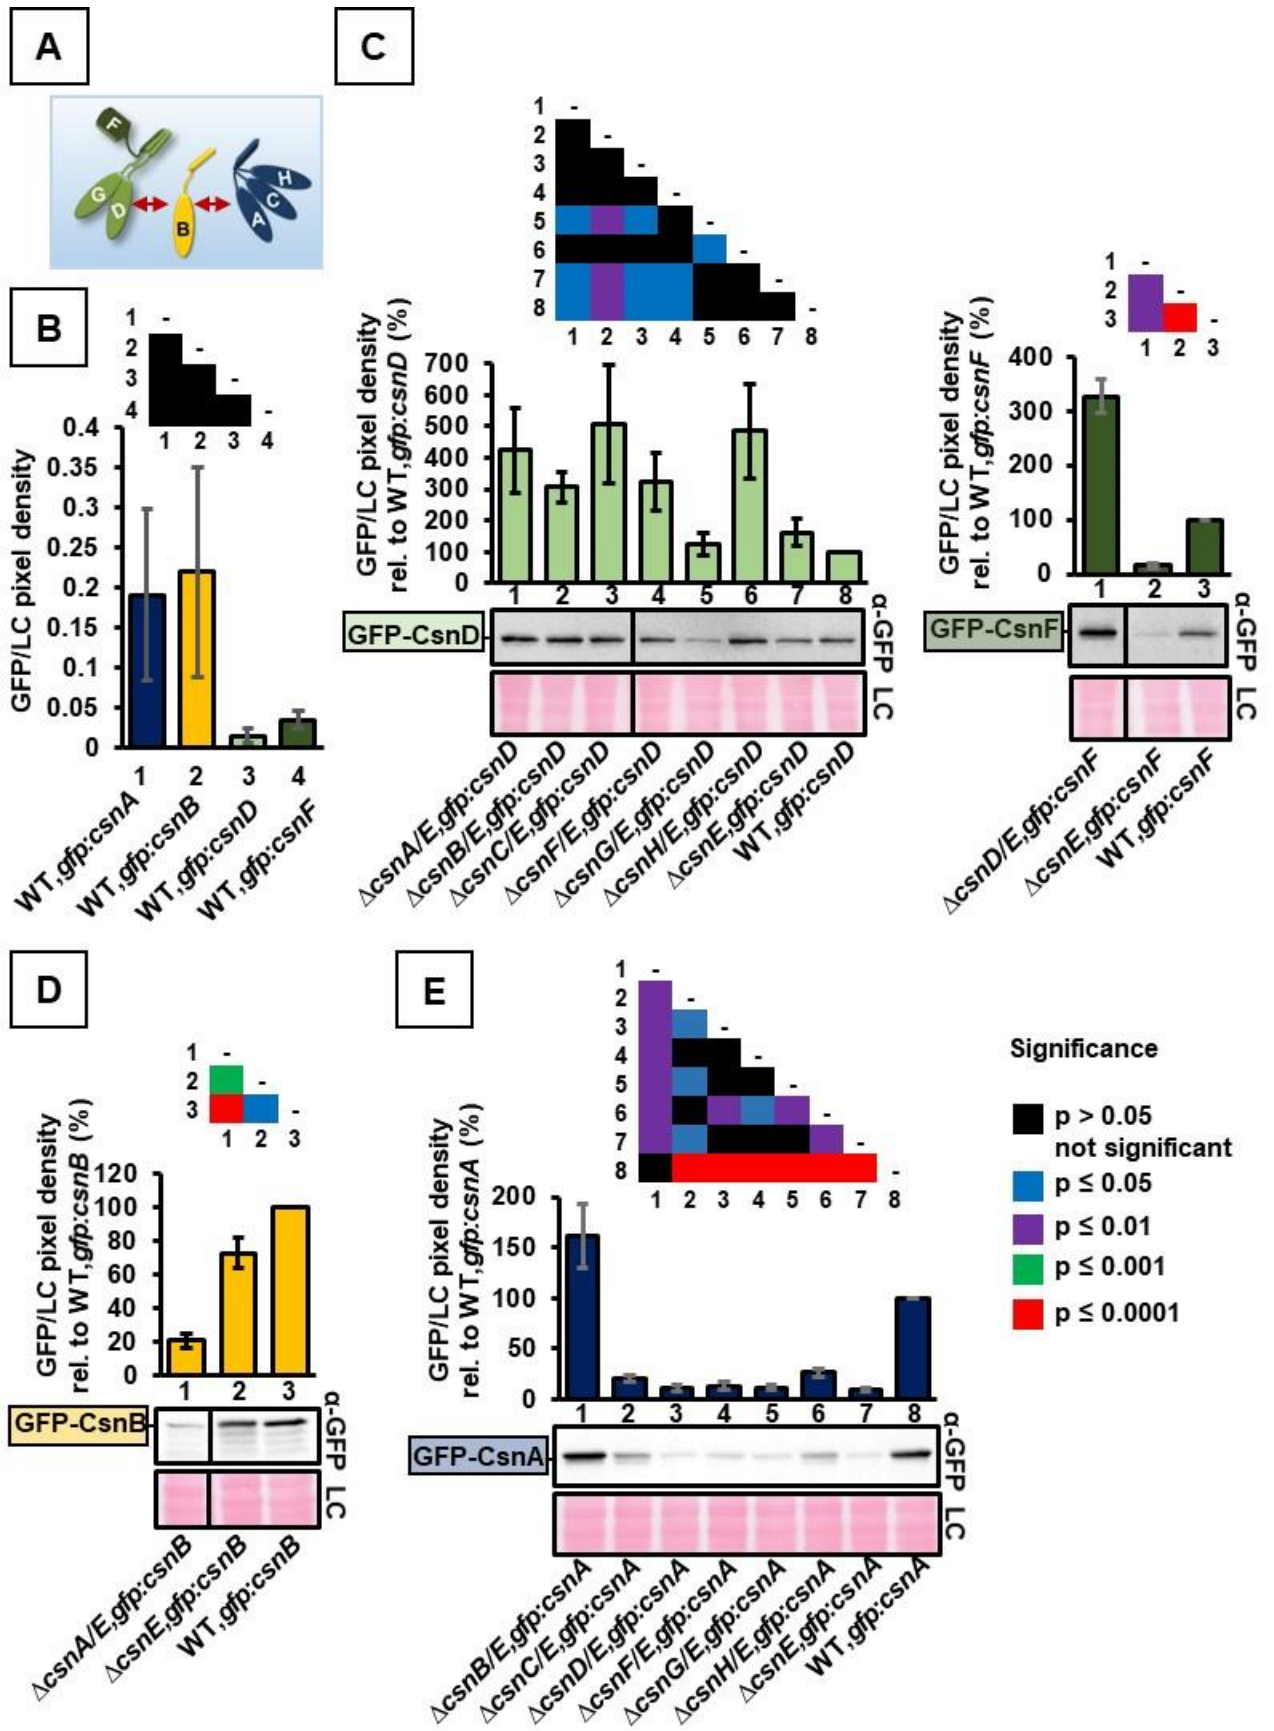 A
F
G
D
B
A
C
H
B
1 -
2 -
3 -
4 -
1 2 3 4
GFP/LC pixel density
0.4
0.35
0.3
0.25
0.2
0.15
0.1
0.05
0
1 2 3 4
WT,gfp:csnA
WT,gfp:csnB
WT,gfp:csnD
WT,gfp:csnF
C
1 -
2 -
3 -
4 -
5 -
6 -
7 -
8 -
1 2 3 4 5 6 7 8
GFP/LC pixel density
rel. to WT,gfp:csnD (%)
700
600
500
400
300
200
100
0
1 2 3 4 5 6 7 8
GFP-CsnD
α-GFP
LC
ΔcsnA/E,gfp:csnD
ΔcsnB/E,gfp:csnD
ΔcsnC/E,gfp:csnD
ΔcsnF/E,gfp:csnD
ΔcsnG/E,gfp:csnD
ΔcsnH/E,gfp:csnD
ΔcsnE,gfp:csnD
WT,gfp:csnD
1 -
2 -
3 -
1 2 3
GFP/LC pixel density
rel. to WT,gfp:csnF (%)
400
300
200
100
0
1 2 3
GFP-CsnF
α-GFP
LC
ΔcsnD/E,gfp:csnF
ΔcsnE,gfp:csnF
WT,gfp:csnF
D
1 -
2 -
3 -
1 2 3
GFP/LC pixel density
rel. to WT,gfp:csnB (%)
120
100
80
60
40
20
0
1 2 3
GFP-CsnB
α-GFP
LC
ΔcsnA/E,gfp:csnB
ΔcsnE,gfp:csnB
WT,gfp:csnB
E
1 -
2 -
3 -
4 -
5 -
6 -
7 -
8 -
1 2 3 4 5 6 7 8
GFP/LC pixel density
rel. to WT,gfp:csnA (%)
200
150
100
50
0
1 2 3 4 5 6 7 8
GFP-CsnA
α-GFP
LC
ΔcsnB/E,gfp:csnA
ΔcsnC/E,gfp:csnA
ΔcsnD/E,gfp:csnA
ΔcsnF/E,gfp:csnA
ΔcsnG/E,gfp:csnA
ΔcsnH/E,gfp:csnA
ΔcsnE,gfp:csnA
WT,gfp:csnA
Significance
p > 0.05
not significant
p ≤ 0.05
p ≤ 0.01
p ≤ 0.001
p ≤ 0.0001